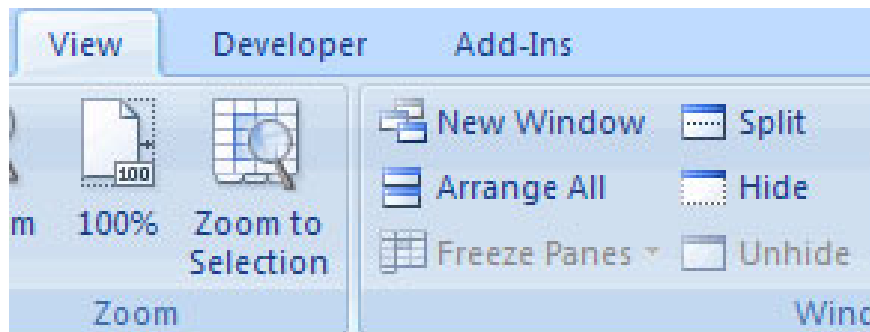 View Developer Add-Ins
New Window Split
100
Arrange All Hide
100% Zoom to
Selection
Freeze Panes Unhide
Zoom